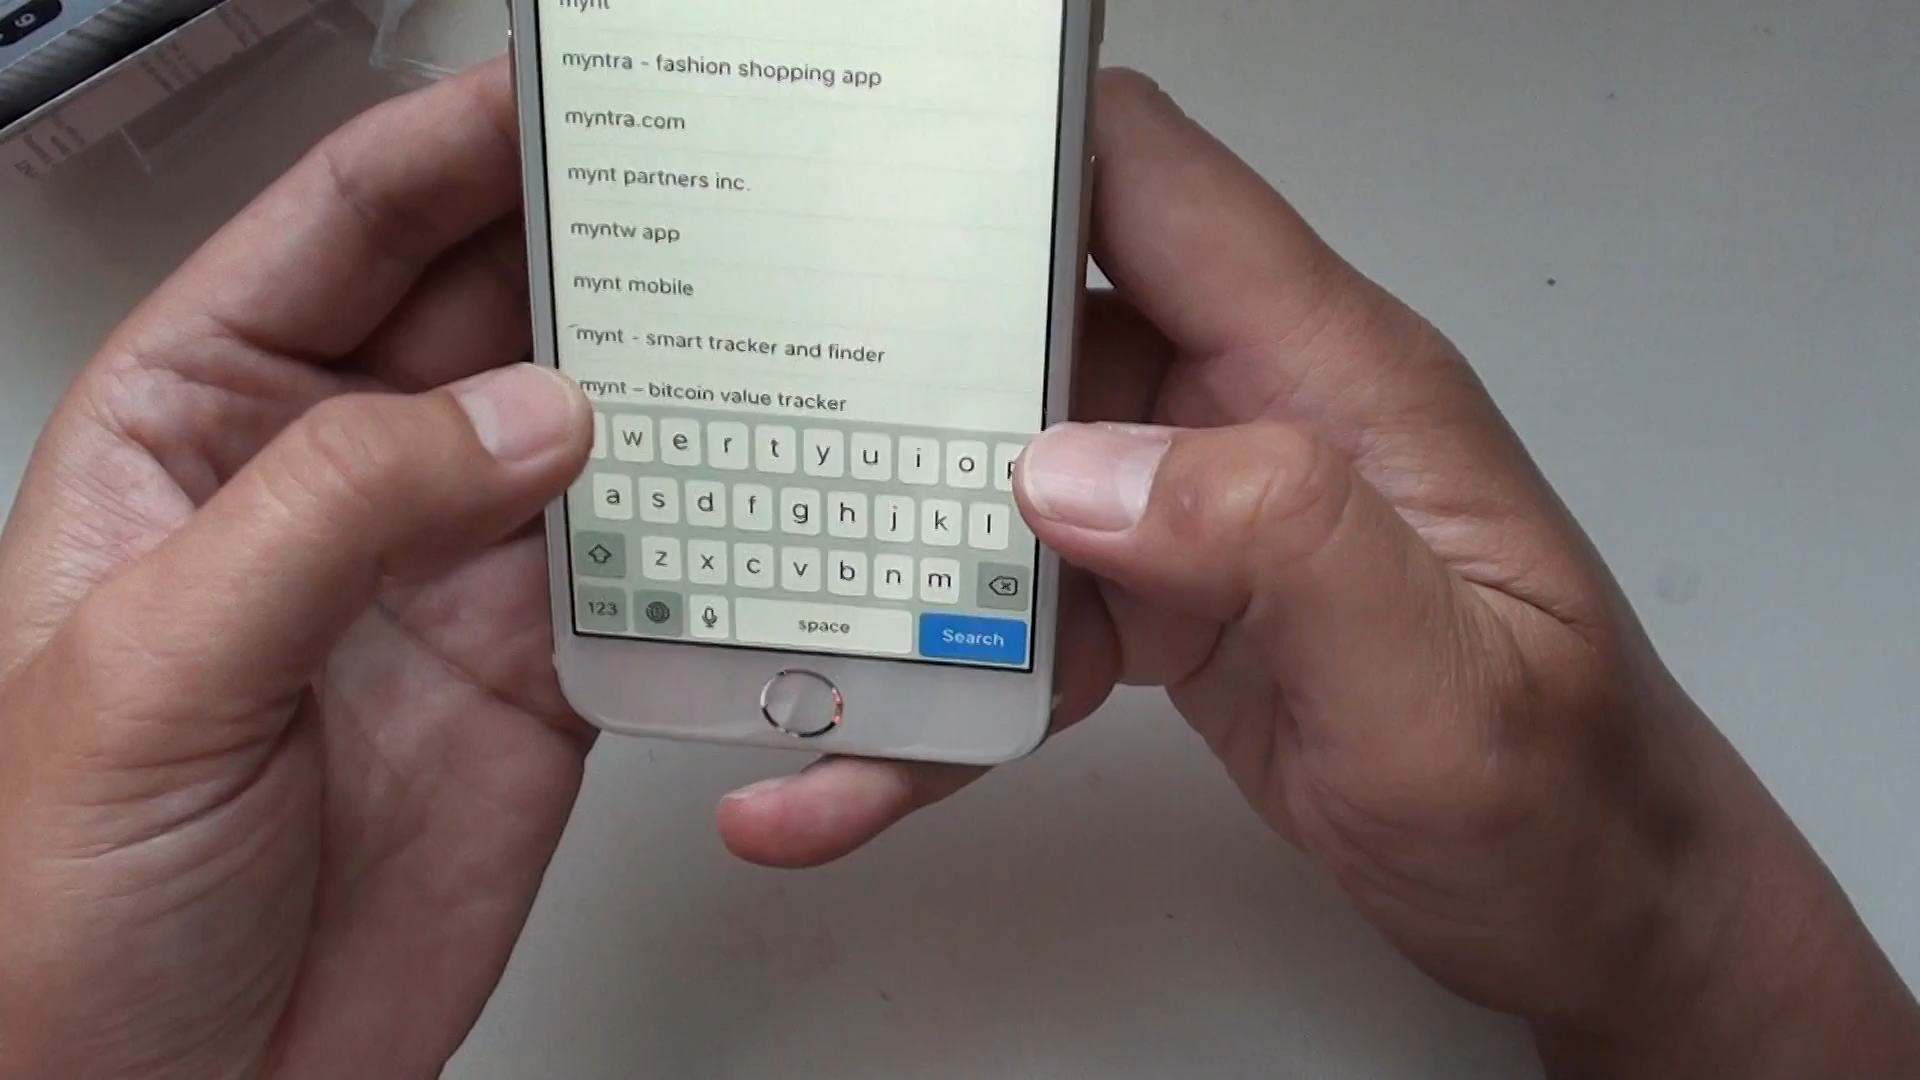 mynt
myntra - fashion shopping app
myntra.com
mynt partners inc.
myntw app
mynt mobile
mynt - smart tracker and finder
mynt – bitcoin value tracker
w e r t y u i o p
a s d f g h j k l
z x c v b n m
123 space Search